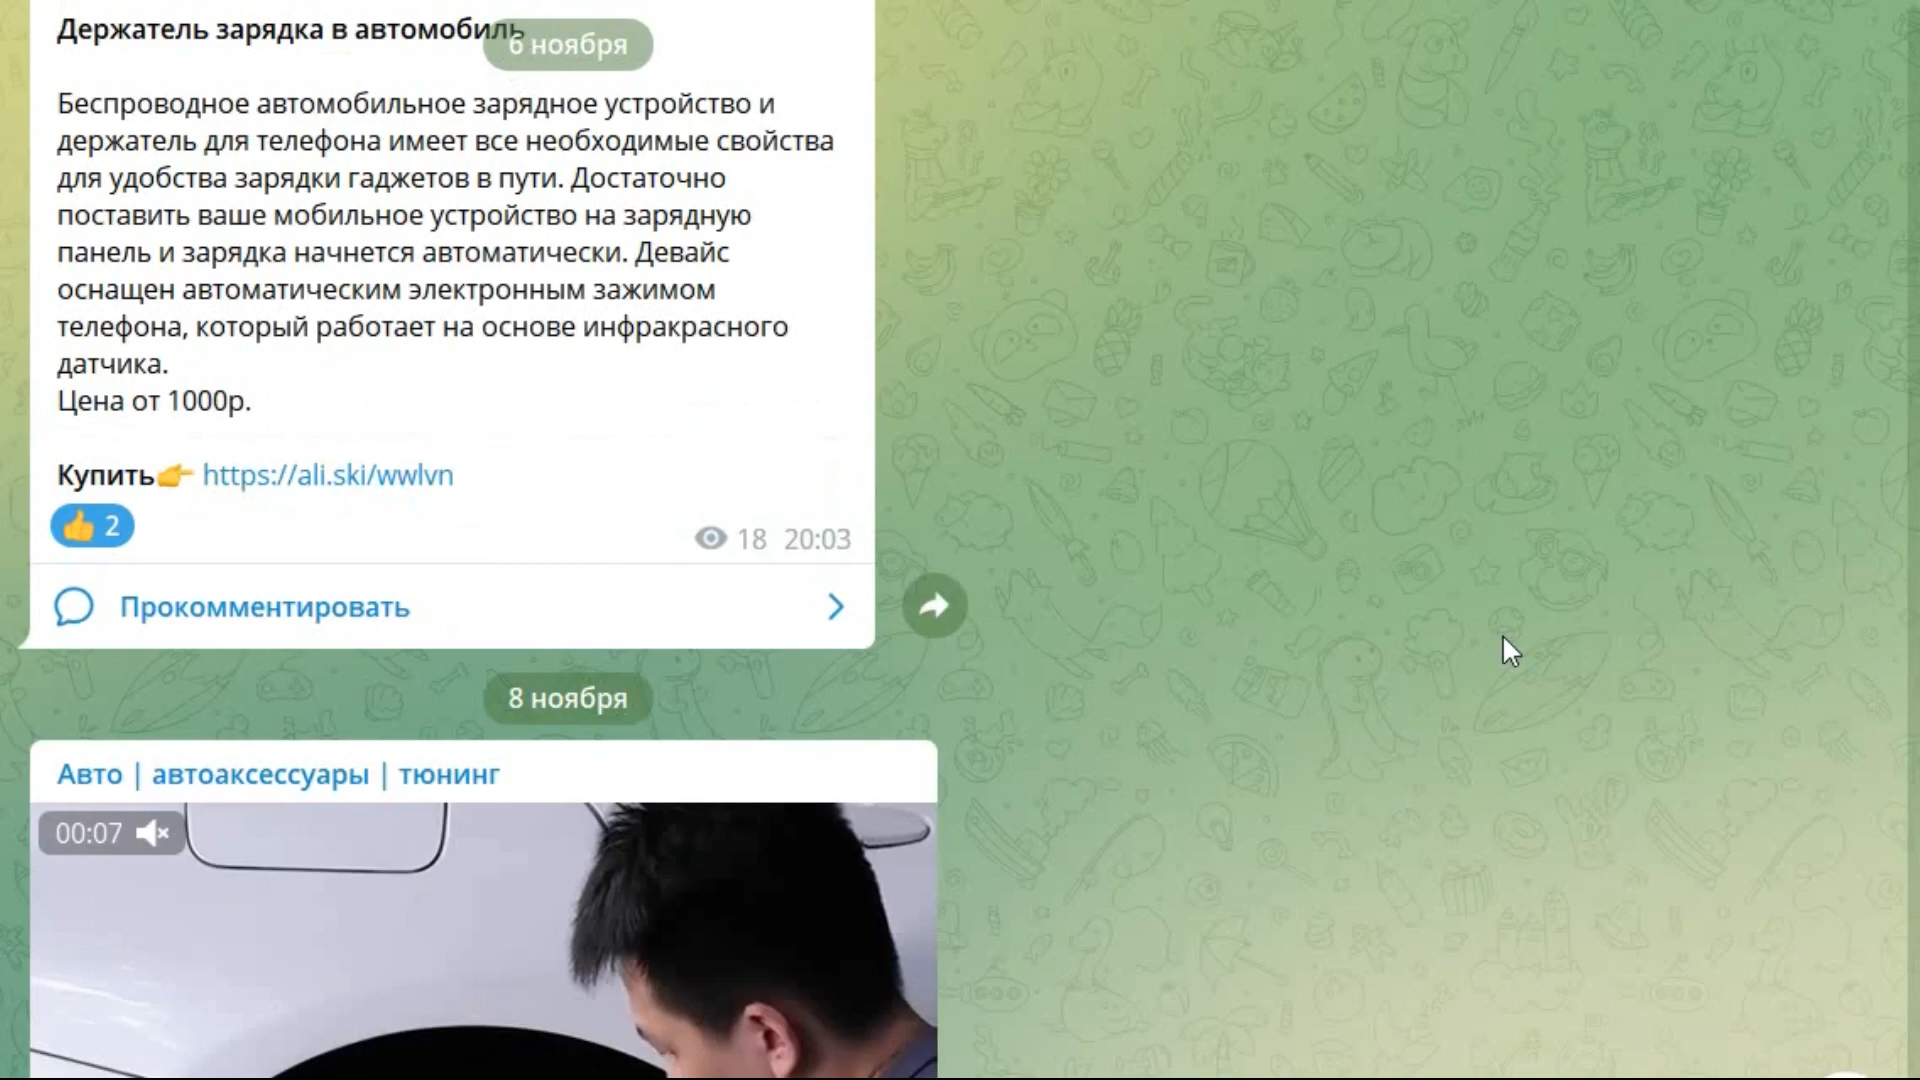 Держатель зарядка в автомобиль
6 ноября
Беспроводное автомобильное зарядное устройство и
держатель для телефона имеет все необходимые свойства
для удобства зарядки гаджетов в пути. Достаточно
поставить ваше мобильное устройство на зарядную
панель и зарядка начнется автоматически. Девайс
оснащен автоматическим электронным зажимом
телефона, который работает на основе инфракрасного
датчика.
Цена от 1000р.
Купить👉 https://ali.ski/wwlvn
👍 2
18 20:03
Прокомментировать
8 ноября
Авто | автоаксессуары | тюнинг
00:07